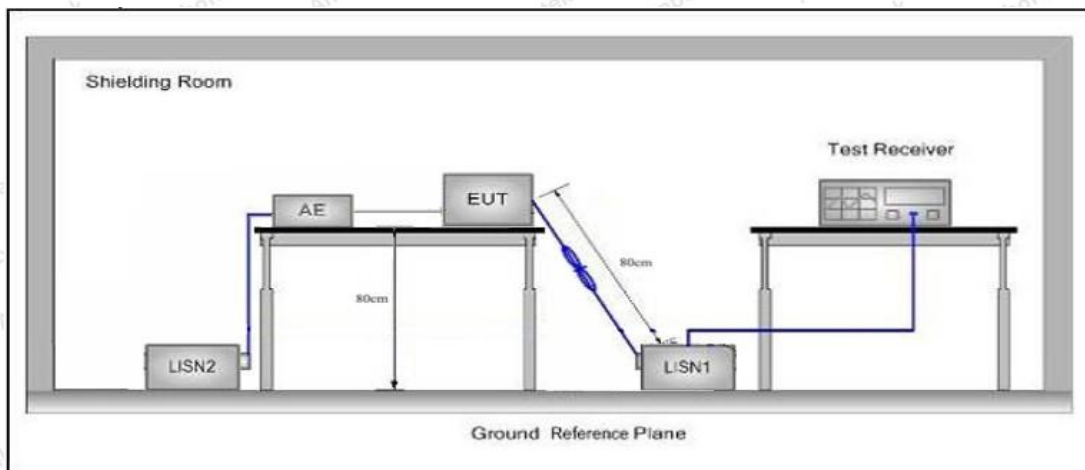 Shielding Room
Test Receiver
AE
EUT
80cm
80cm
LISN2
LISN1
Ground Reference Plane